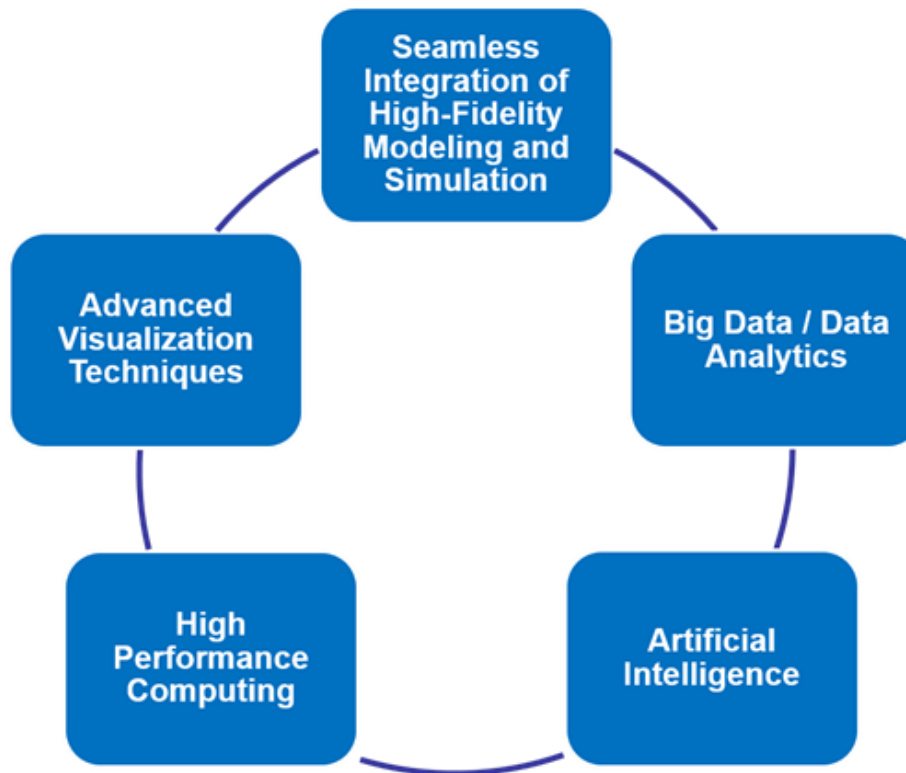 Seamless
Integration of
High-Fidelity
Modeling and
Simulation
Advanced
Visualization
Techniques
Big Data / Data
Analytics
High
Performance
Computing
Artificial
Intelligence